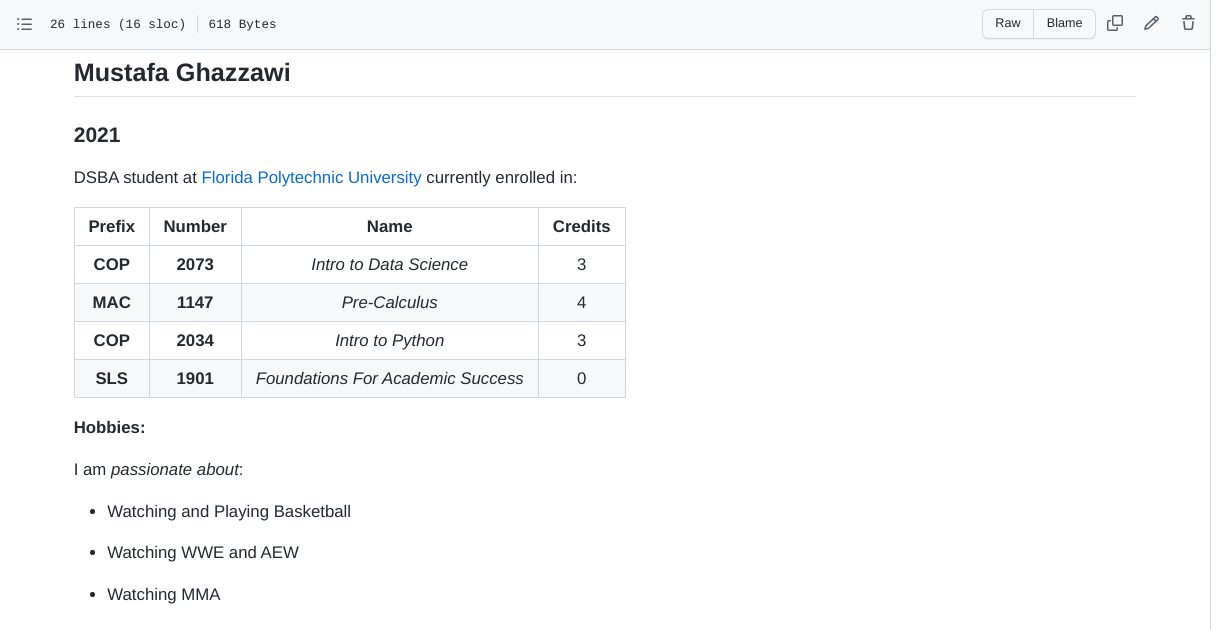 26 lines (16 sloc) 618 Bytes Raw Blame
Mustafa Ghazzawi
2021
DSBA student at Florida Polytechnic University currently enrolled in:
Prefix Number Name Credits
COP 2073 Intro to Data Science 3
MAC 1147 Pre-Calculus 4
COP 2034 Intro to Python 3
SLS 1901 Foundations For Academic Success 0
Hobbies:
I am passionate about:
• Watching and Playing Basketball
• Watching WWE and AEW
• Watching MMA